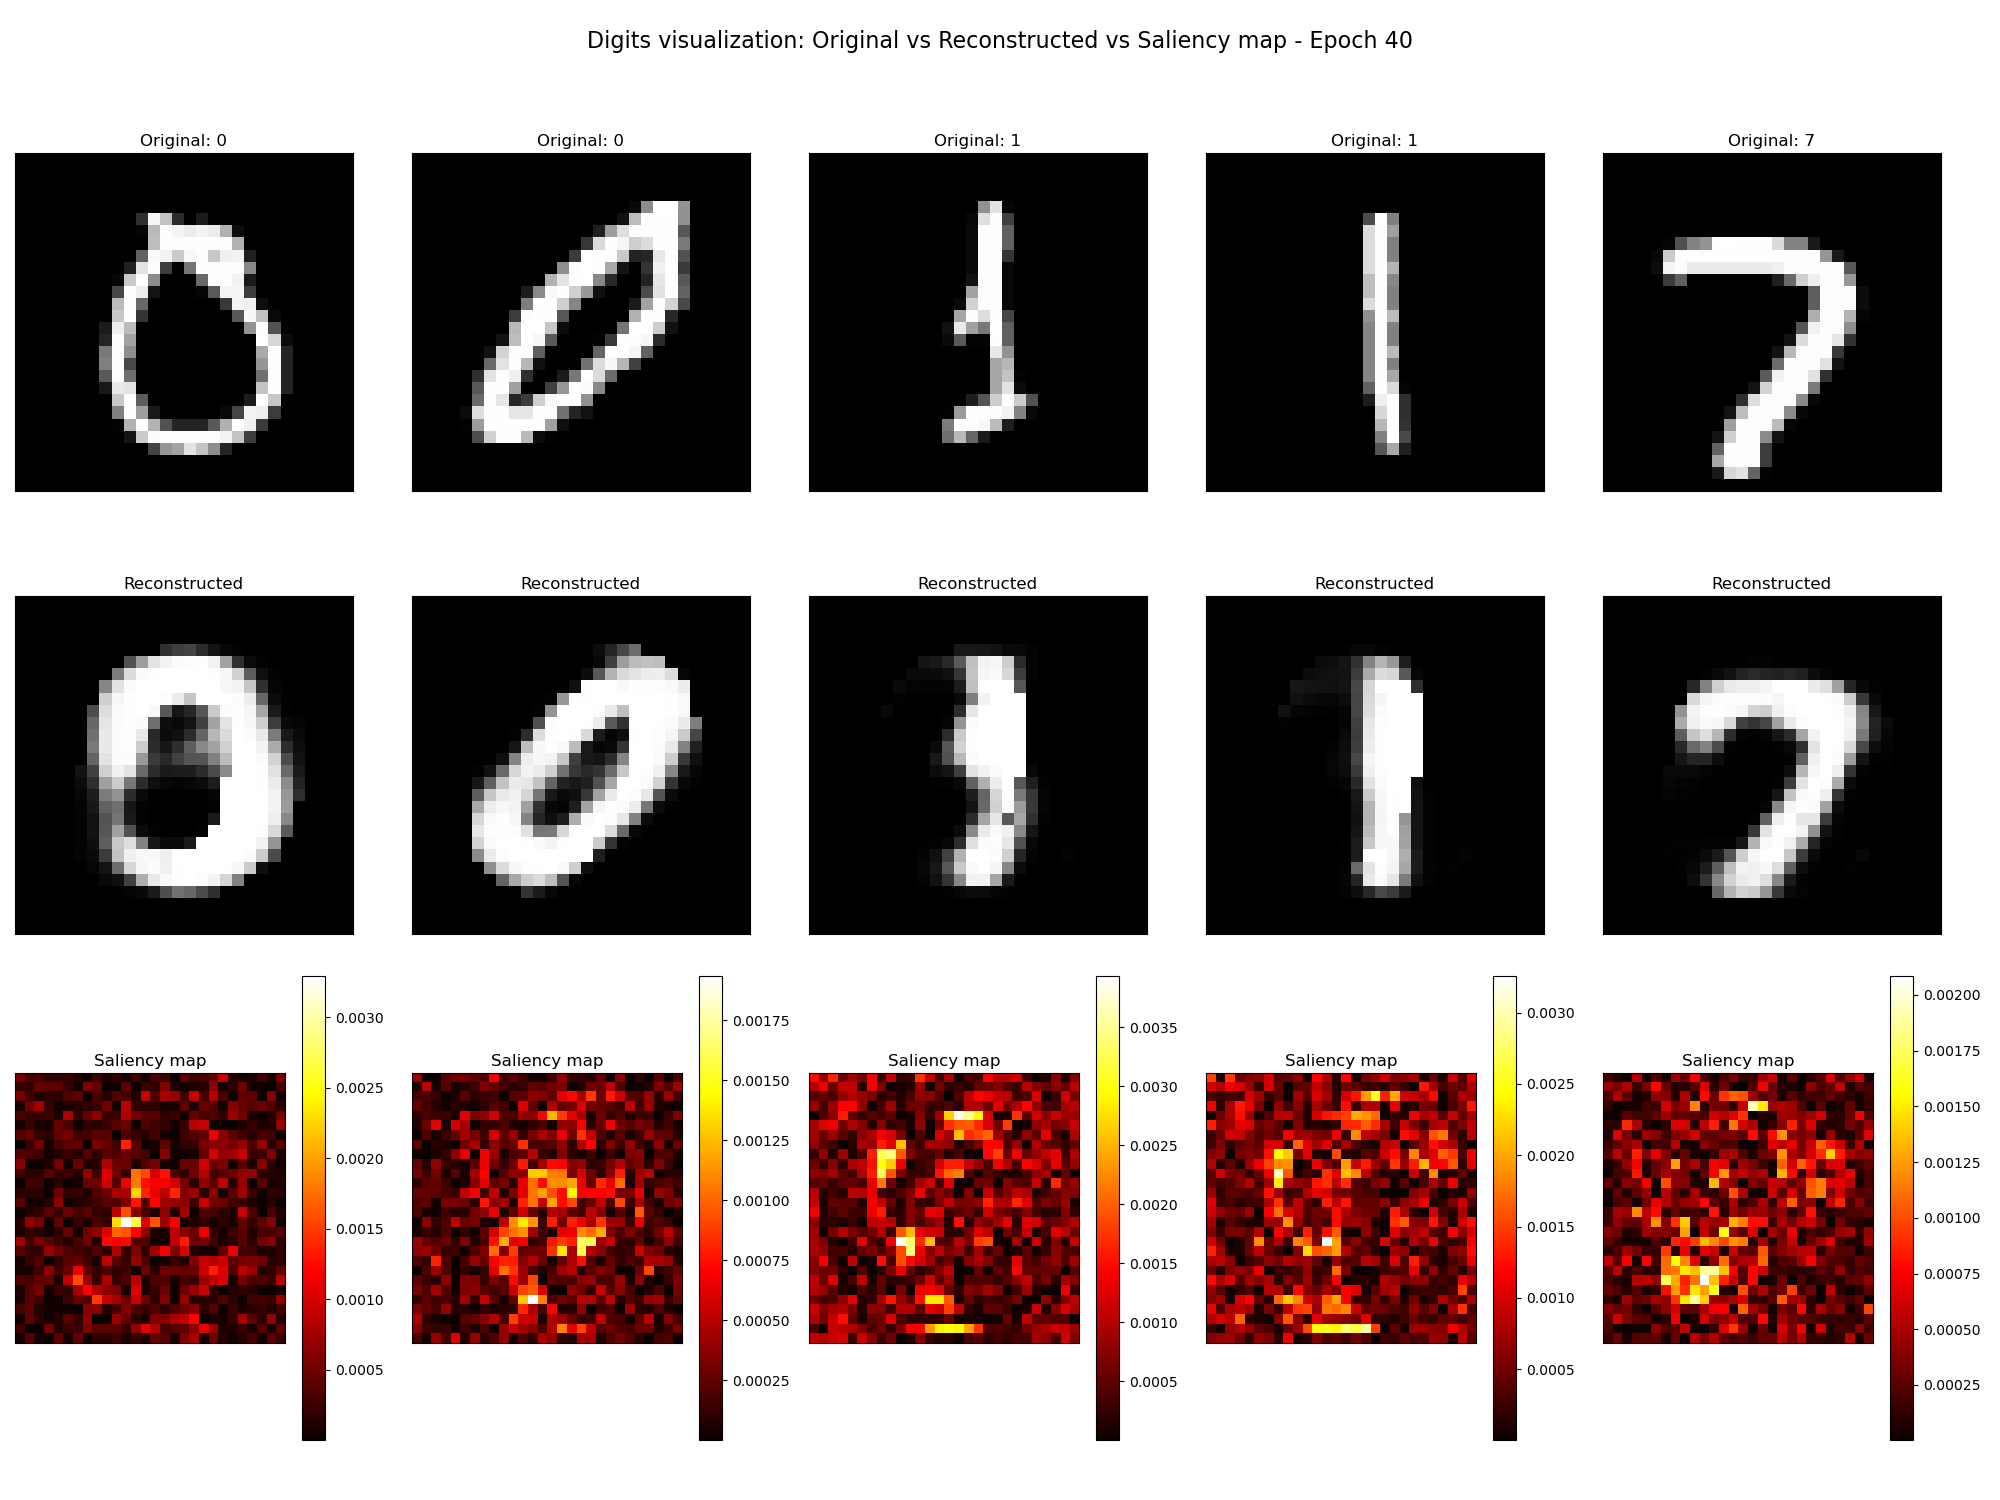 Digits visualization: Original vs Reconstructed vs Saliency map - Epoch 40
Original: 0
Original: 0
Original: 1
Original: 1
Original: 7
Reconstructed
Reconstructed
Reconstructed
Reconstructed
Reconstructed
Saliency map
0.0030
0.0025
0.0020
0.0015
0.0010
0.0005
Saliency map
0.00175
0.00150
0.00125
0.00100
0.00075
0.00050
0.00025
Saliency map
0.0035
0.0030
0.0025
0.0020
0.0015
0.0010
0.0005
Saliency map
0.0030
0.0025
0.0020
0.0015
0.0010
0.0005
Saliency map
0.00200
0.00175
0.00150
0.00125
0.00100
0.00075
0.00050
0.00025